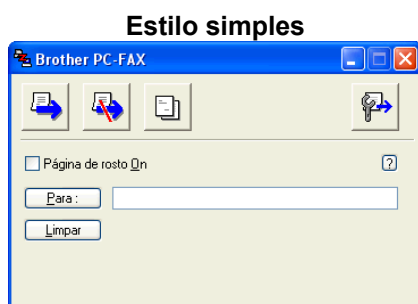 Estilo simples
Brother PC-FAX
Página de rosto On
?
Para :
Limpar